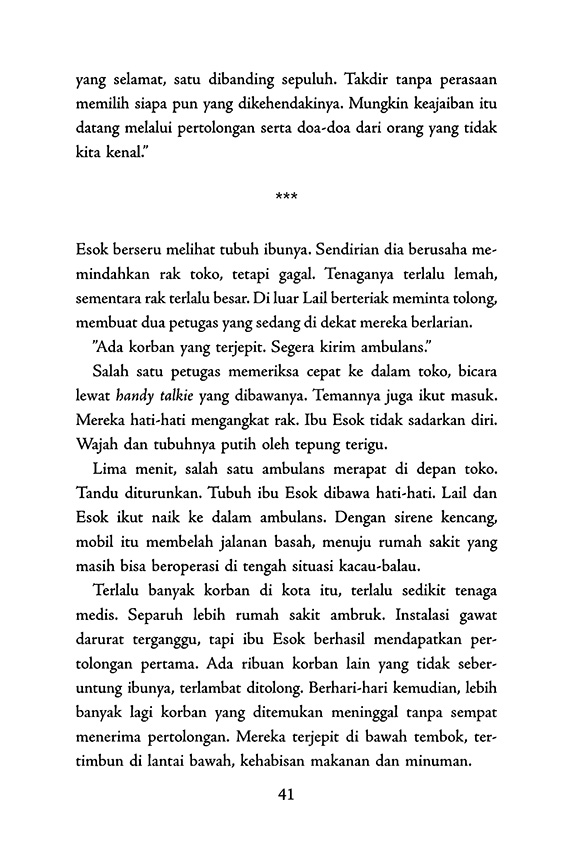 yang selamat, satu dibanding sepuluh. Takdir tanpa perasaan
memilih siapa pun yang dikehendakinya. Mungkin keajaiban itu
datang melalui pertolongan serta doa-doa dari orang yang tidak
kita kenal.”
***
Esok berseru melihat tubuh ibunya. Sendirian dia berusaha me-
mindahkan rak toko, tetapi gagal. Tenaganya terlalu lemah,
sementara rak terlalu besar. Di luar Lail berteriak meminta tolong,
membuat dua petugas yang sedang di dekat mereka berlarian.
”Ada korban yang terjepit. Segera kirim ambulans.”
Salah satu petugas memeriksa cepat ke dalam toko, bicara
lewat handy talkie yang dibawanya. Temannya juga ikut masuk.
Mereka hati-hati mengangkat rak. Ibu Esok tidak sadarkan diri.
Wajah dan tubuhnya putih oleh tepung terigu.
Lima menit, salah satu ambulans merapat di depan toko.
Tandu diturunkan. Tubuh ibu Esok dibawa hati-hati. Lail dan
Esok ikut naik ke dalam ambulans. Dengan sirene kencang,
mobil itu membelah jalanan basah, menuju rumah sakit yang
masih bisa beroperasi di tengah situasi kacau-balau.
Terlalu banyak korban di kota itu, terlalu sedikit tenaga
medis. Separuh lebih rumah sakit ambruk. Instalasi gawat
darurat terganggu, tapi ibu Esok berhasil mendapatkan per-
tolongan pertama. Ada ribuan korban lain yang tidak seber-
untung ibunya, terlambat ditolong. Berhari-hari kemudian, lebih
banyak lagi korban yang ditemukan meninggal tanpa sempat
menerima pertolongan. Mereka terjepit di bawah tembok, ter-
timbun di lantai bawah, kehabisan makanan dan minuman.
41